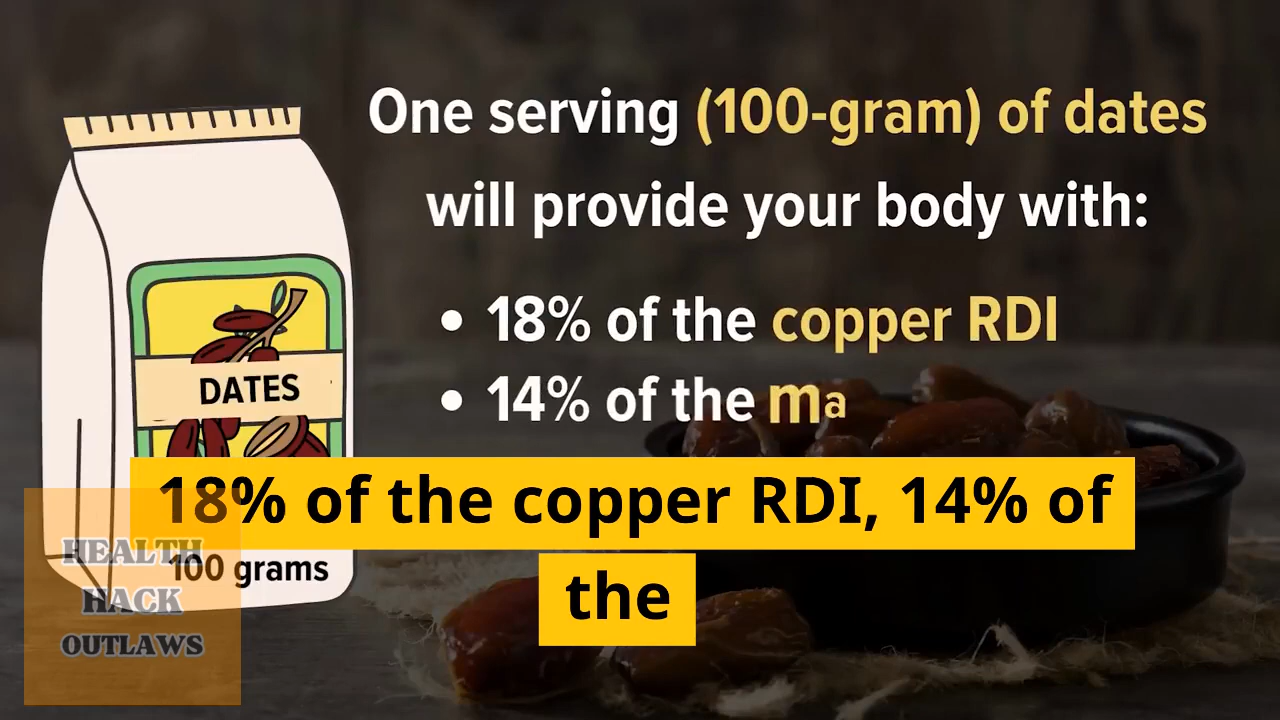 One serving (100-gram) of dates
will provide your body with:
• 18% of the copper RDI
• 14% of the ma
DATES
18% of the copper RDI, 14% of
the
100 grams
HEALTH
HACK
OUTLAWS